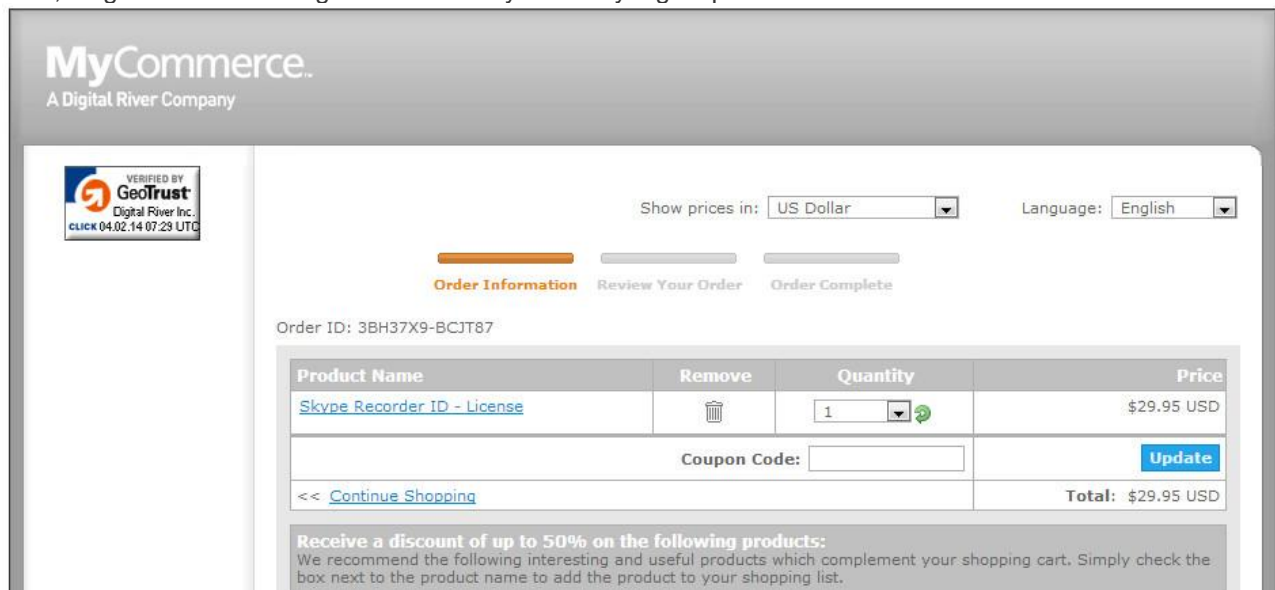 MyCommerce
A Digital River Company
VERIFIED BY
GeoTrust
Digital River Inc.
CLICK 04.02.14 07:29 UTC
Show prices in: US Dollar Language: English
Order Information Review Your Order Order Complete
Order ID: 3BH37X9-BCJT87
Product Name Remove Quantity Price
Skype Recorder ID - License 1 $29.95 USD
Coupon Code: Update
<< Continue Shopping Total: $29.95 USD
Receive a discount of up to 50% on the following products:
We recommend the following interesting and useful products which complement your shopping cart. Simply check the
box next to the product name to add the product to your shopping list.